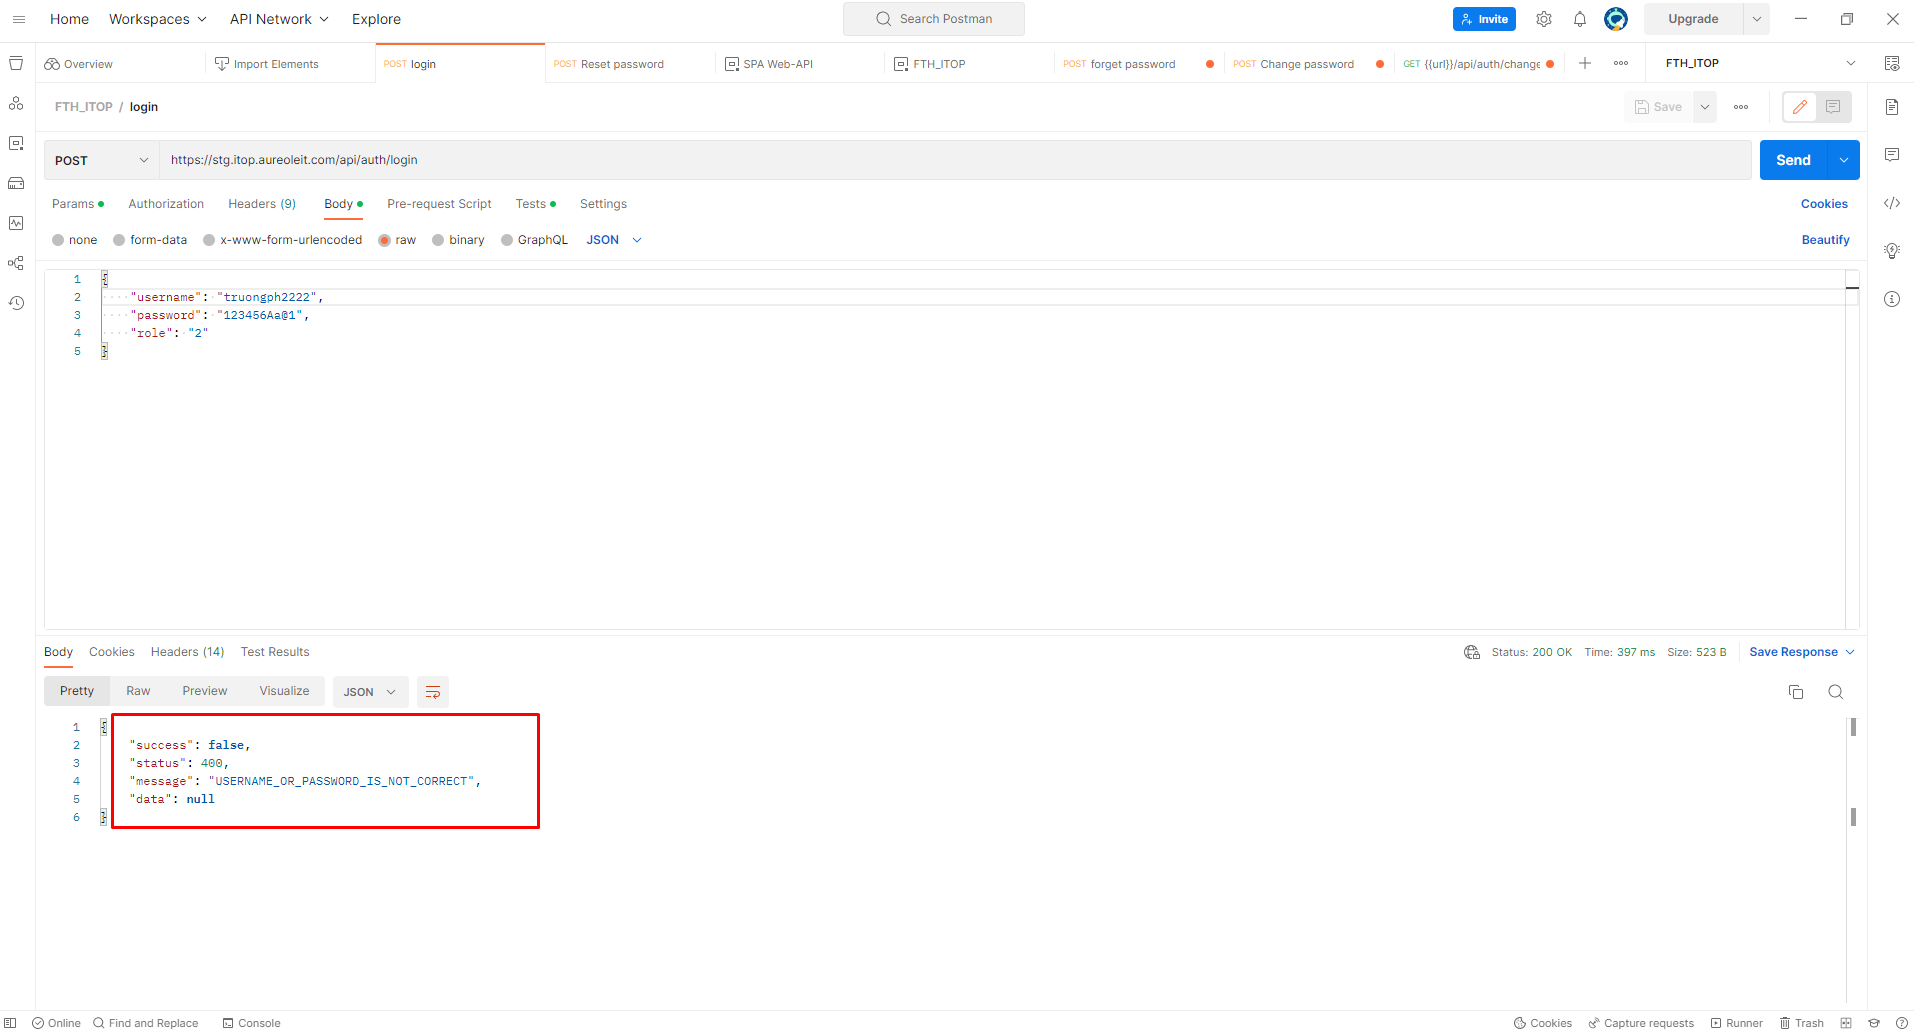 Home Workspaces API Network Explore Search Postman Invite Upgrade
Overview Import Elements POST login POST Reset password SPA Web-API FTH_ITOP POST forget password POST Change password GET {{url}}/api/auth/change FTH_ITOP
FTH_ITOP / login Save
POST https://stg.itop.aureoleit.com/api/auth/login Send
Params Authorization Headers (9) Body Pre-request Script Tests Settings Cookies
none form-data x-www-form-urlencoded raw binary GraphQL JSON Beautify
1 {
2 "username": "truongph2222",
3 "password": "123456Aa@1",
4 "role": "2"
5 }
Body Cookies Headers (14) Test Results Status: 200 OK Time: 397 ms Size: 523 B Save Response
Pretty Raw Preview Visualize JSON
1 {
2 "success": false,
3 "status": 400,
4 "message": "USERNAME_OR_PASSWORD_IS_NOT_CORRECT",
5 "data": null
6 }
Online Find and Replace Console Cookies Capture requests Runner Trash